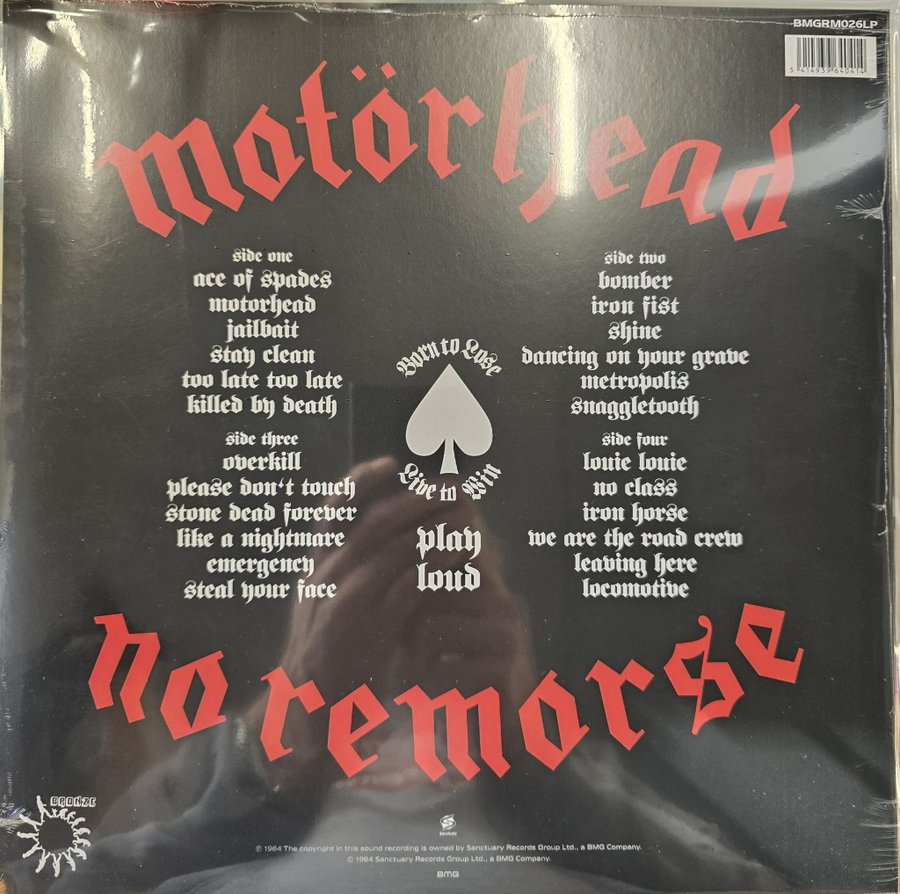 BMGRM026LP
5 414939 640414
motörhead
side one
ace of spades
motorhead
jailbait
stay clean
too late too late
killed by death
side two
bomber
iron fist
shine
dancing on your grave
metropolis
snaggletooth
Born to Lose
Live to Win
play
loud
side three
overkill
please don't touch
stone dead forever
like a nightmare
emergency
steal your face
side four
louie louie
no class
iron horse
we are the road crew
leaving here
locomotive
no remorse
BRONZE
Sanctuary
℗ 1984 The copyright in this sound recording is owned by Sanctuary Records Group Ltd., a BMG Company.
© 1984 Sanctuary Records Group Ltd., a BMG Company.
BMG